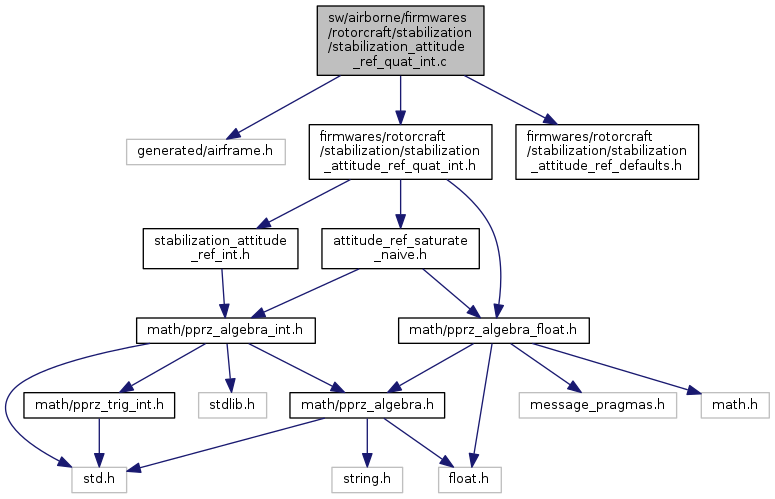 sw/airborne/firmwares
/rotorcraft/stabilization
/stabilization_attitude
_ref_quat_int.c
generated/airframe.h
firmwares/rotorcraft
/stabilization/stabilization
_attitude_ref_quat_int.h
firmwares/rotorcraft
/stabilization/stabilization
_attitude_ref_defaults.h
stabilization_attitude
_ref_int.h
attitude_ref_saturate
_naive.h
math/pprz_algebra_int.h
math/pprz_algebra_float.h
math/pprz_trig_int.h
stdlib.h
math/pprz_algebra.h
message_pragmas.h
math.h
std.h
string.h
float.h